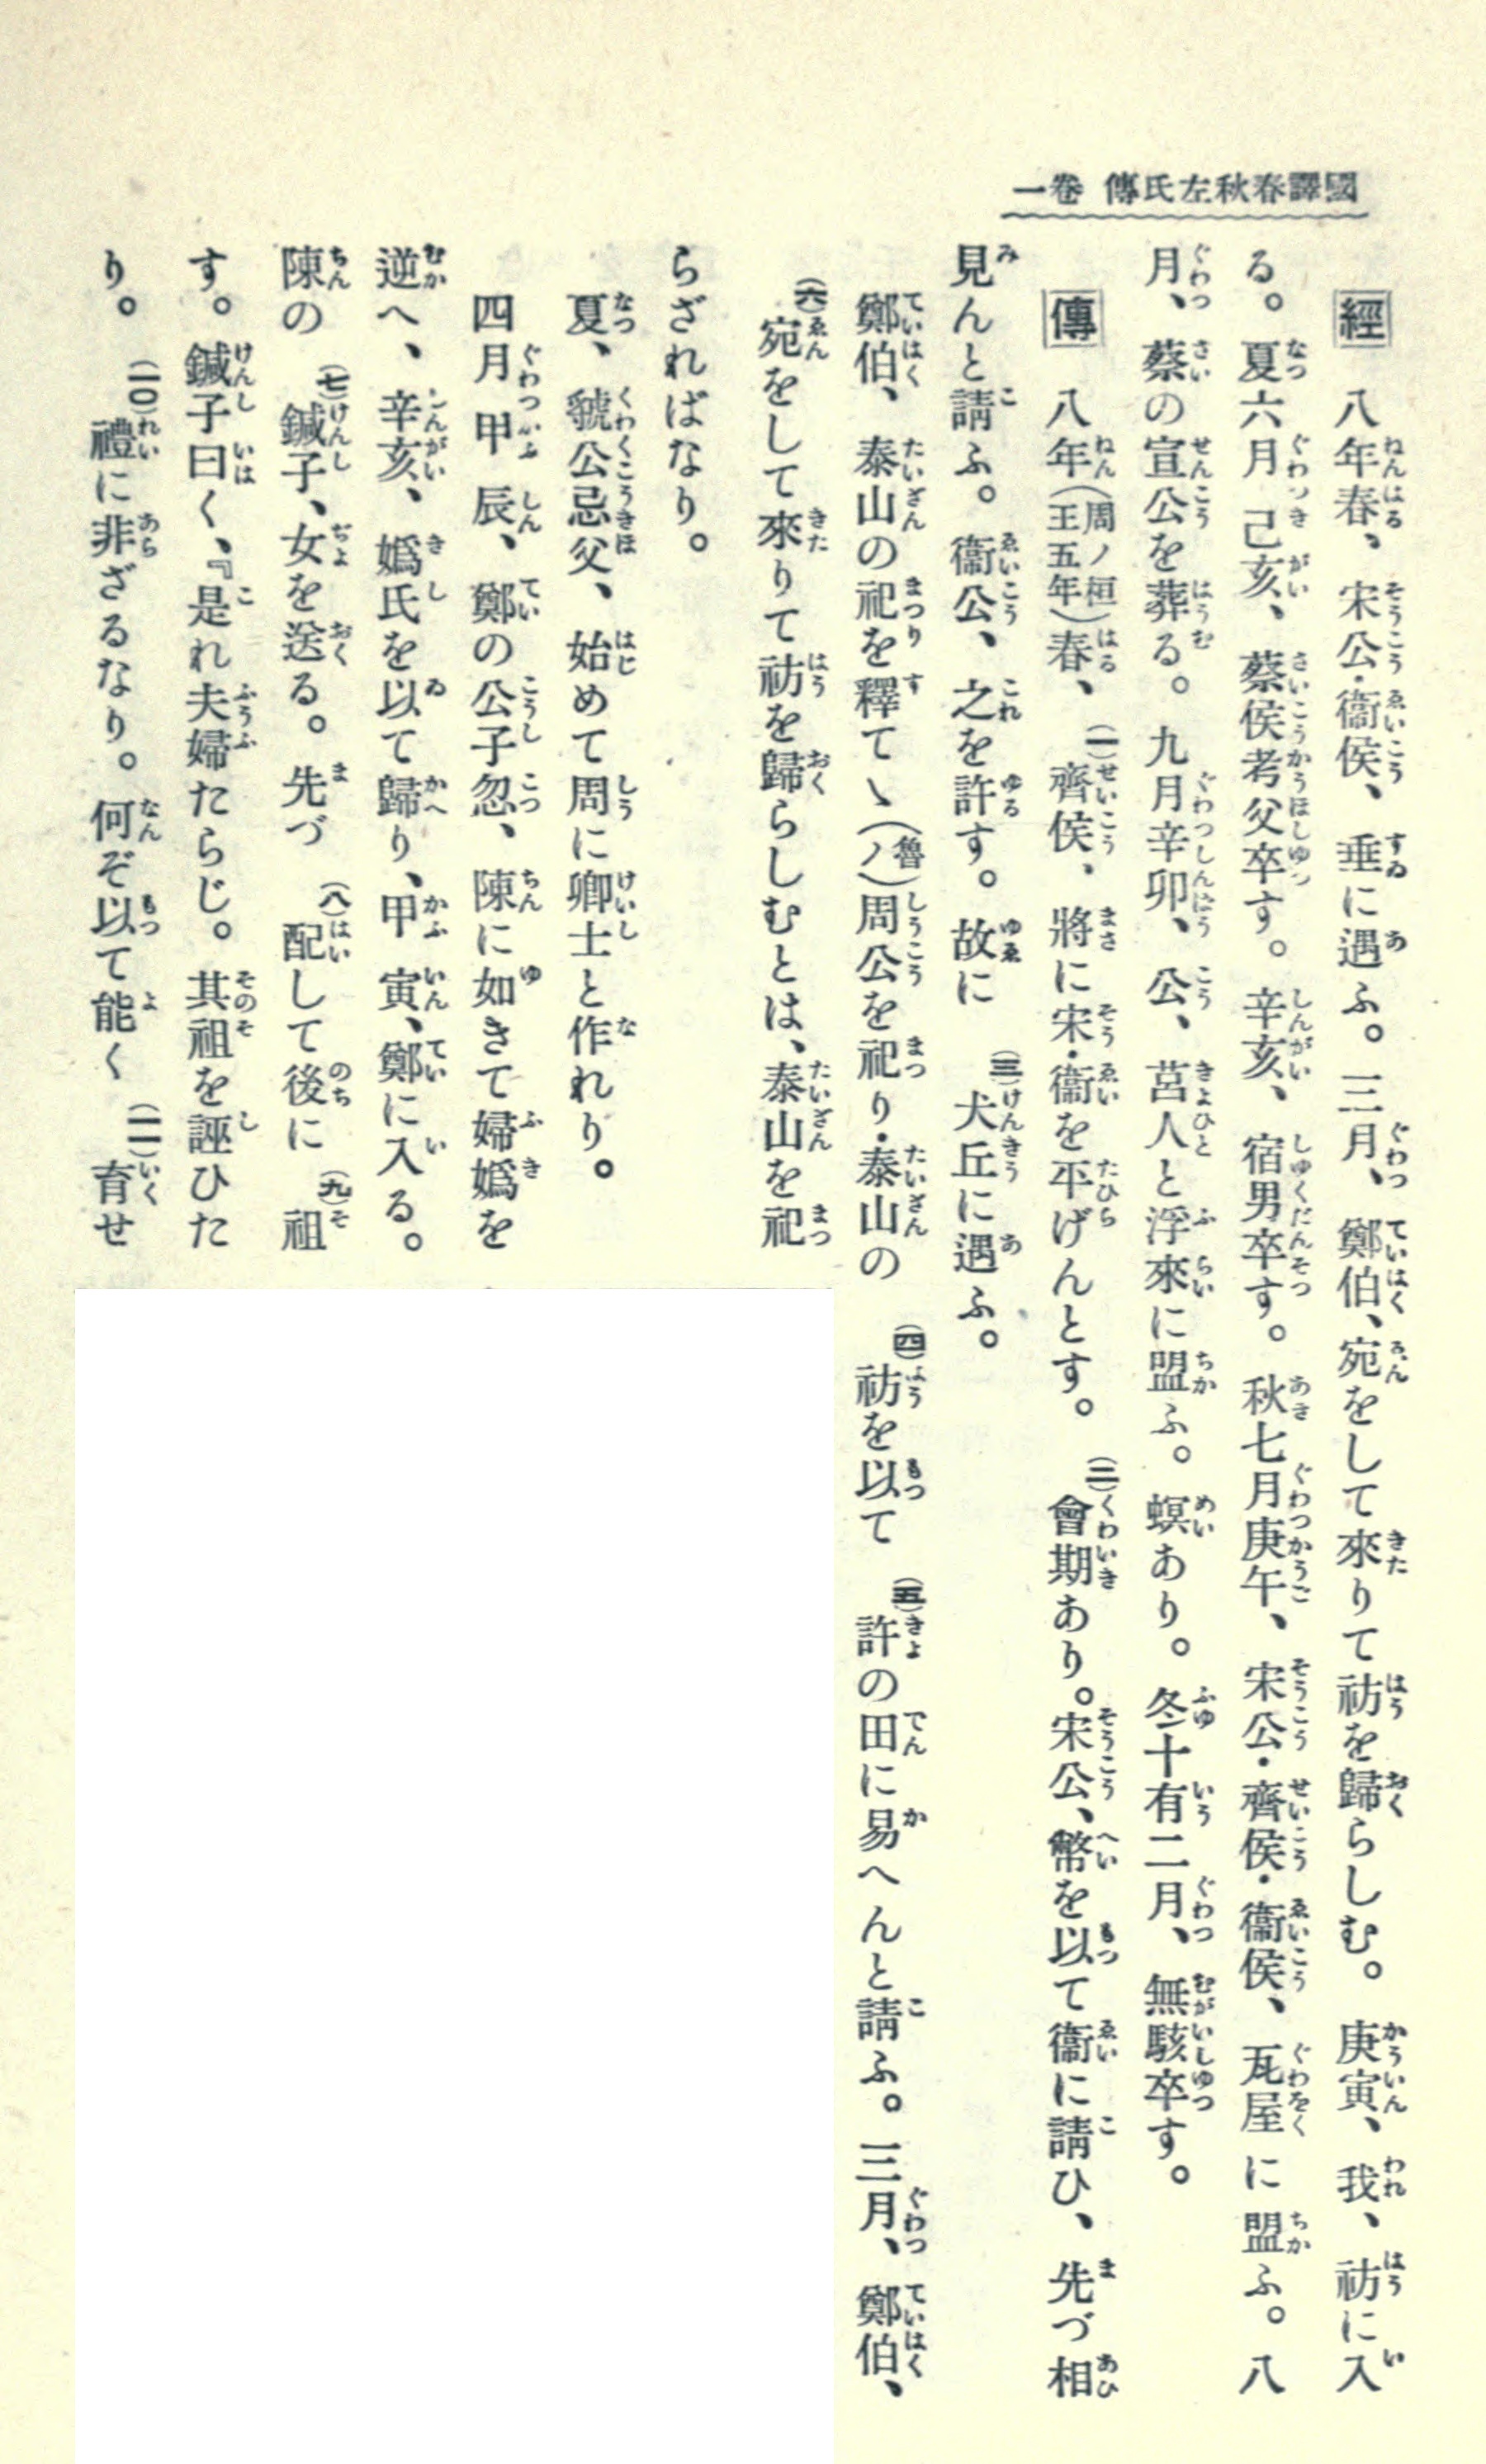 國譯春秋左氏傳 卷一
經 八年春、宋公・衞侯、垂に遇ふ。三月、鄭伯、宛をして來りて祊を歸らしむ。庚寅、我、祊に入
る。夏六月己亥、蔡侯考父卒す。辛亥、宿男卒す。秋七月庚午、宋公・齊侯・衞侯、瓦屋に盟ふ。八
月、蔡の宣公を葬る。九月辛卯、公、莒人と浮來に盟ふ。螟あり。冬十有二月、無駭卒す。
傳 八年(周ノ桓王五年)春、(一)齊侯、將に宋・衞を平げんとす。(二)會期あり。宋公、幣を以て衞に請ひ、先づ相
見んと請ふ。衞公、之を許す。故に(三)犬丘に遇ふ。
鄭伯、泰山の祀を釋てゝ(魯ノ)周公を祀り・泰山の(四)祊を以て(五)許の田に易へんと請ふ。三月、鄭伯、
(六)宛をして來りて祊を歸らしむとは、泰山を祀
らざればなり。
夏、虢公忌父、始めて周に卿士と作れり。
四月甲辰、鄭の公子忽、陳に如きて婦嬀を
逆へ、辛亥、嬀氏を以て歸り、甲寅、鄭に入る。
陳の(七)鍼子、女を送る。先づ(八)配して後に(九)祖
す。鍼子曰く、『是れ夫婦たらじ。其祖を誣ひた
り。(一〇)禮に非ざるなり。何ぞ以て能く(一一)育せ